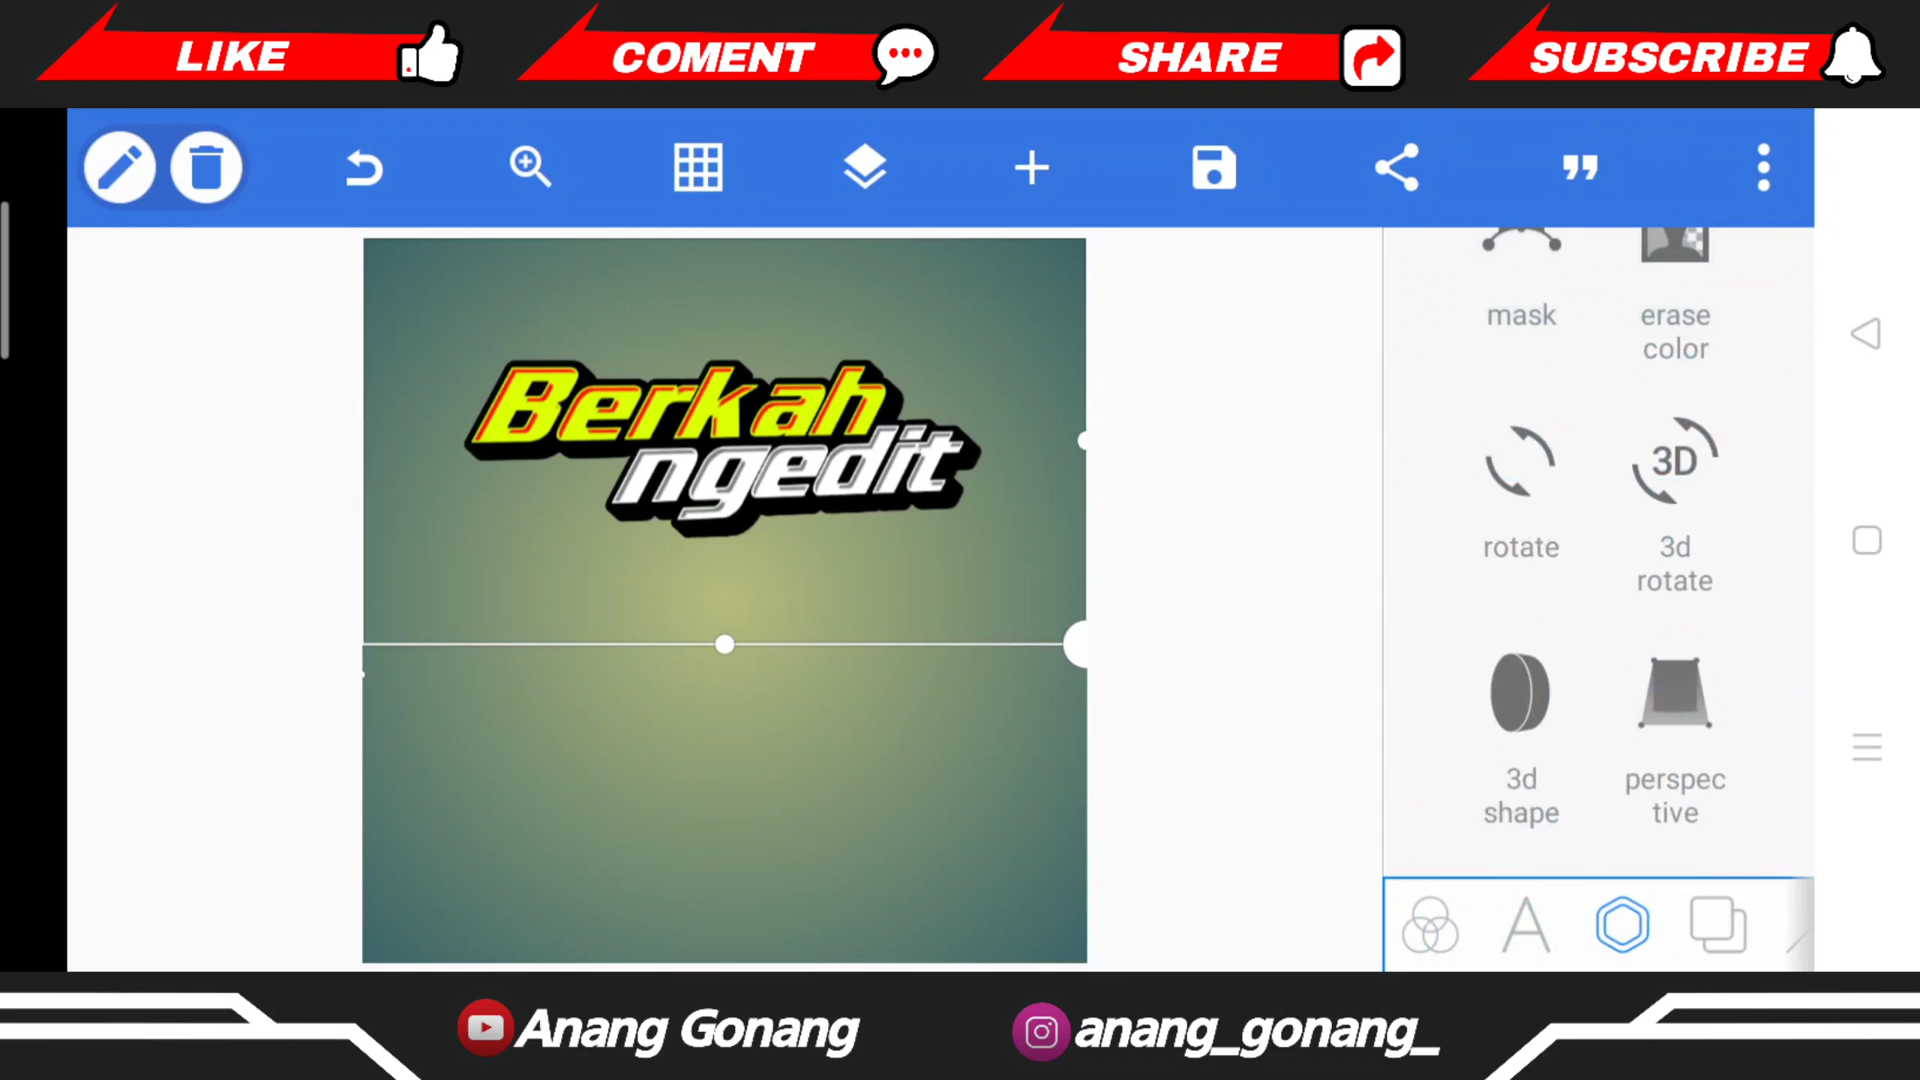 LIKE
COMENT
SHARE
SUBSCRIBE
Berkah
ngedit
mask
erase
color
rotate
3D
3d
rotate
3d
shape
perspec
tive
A
Anang Gonang
anang_gonang_